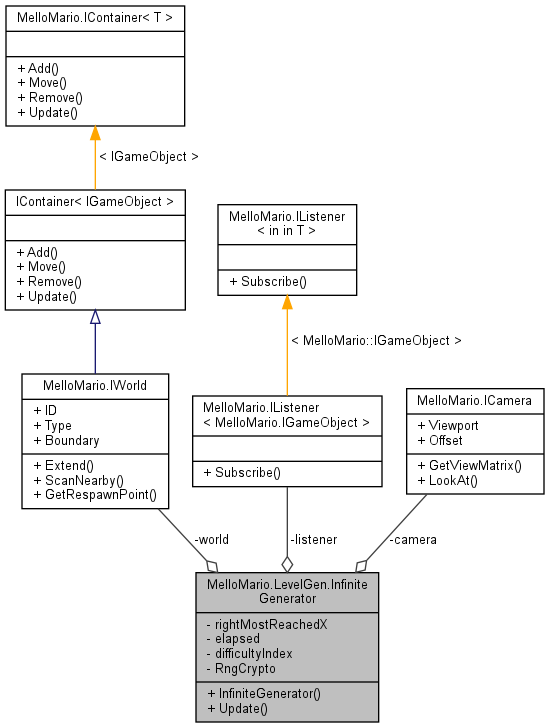 MelloMario.IContainer< T >
+ Add()
+ Move()
+ Remove()
+ Update()
< IGameObject >
IContainer< IGameObject >
+ Add()
+ Move()
+ Remove()
+ Update()
MelloMario.IListener
< in in T >
+ Subscribe()
< MelloMario::IGameObject >
MelloMario.IWorld
+ ID
+ Type
+ Boundary
+ Extend()
+ ScanNearby()
+ GetRespawnPoint()
MelloMario.IListener
< MelloMario.IGameObject >
+ Subscribe()
MelloMario.ICamera
+ Viewport
+ Offset
+ GetViewMatrix()
+ LookAt()
-world
-listener
-camera
MelloMario.LevelGen.Infinite
Generator
- rightMostReachedX
- elapsed
- difficultyIndex
- RngCrypto
+ InfiniteGenerator()
+ Update()